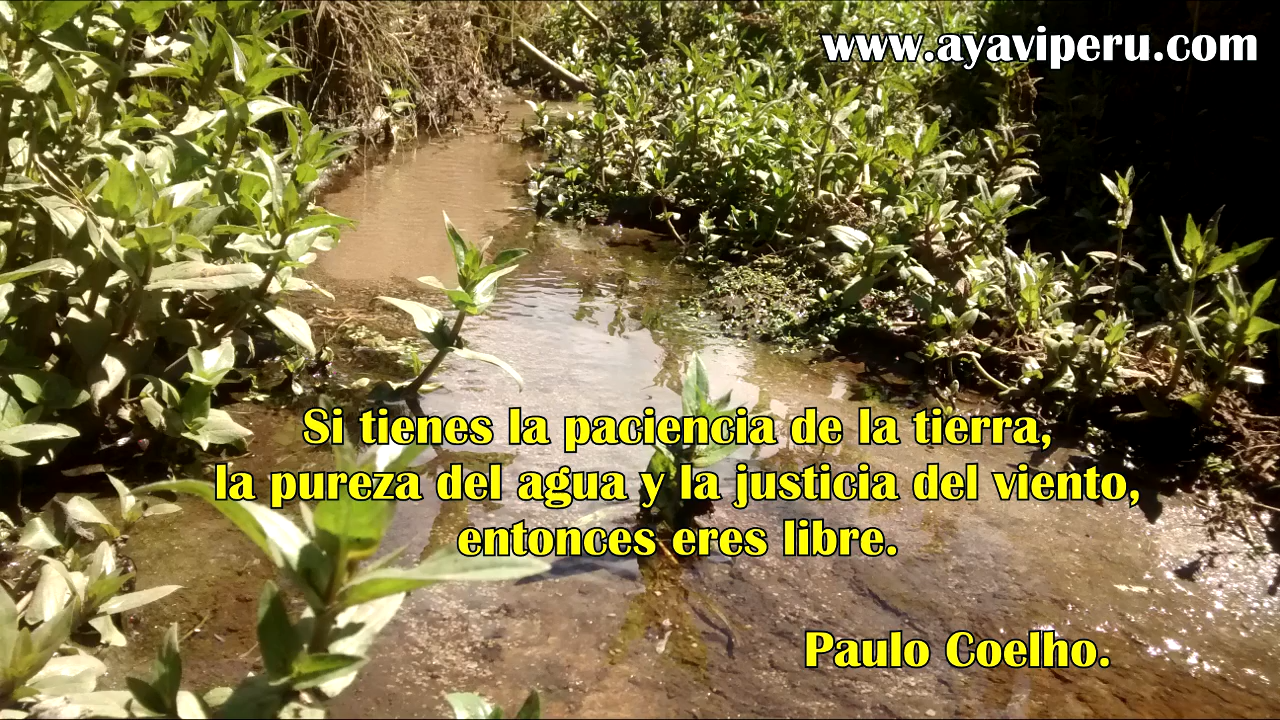 www.ayaviperu.com
Si tienes la paciencia de la tierra,
la pureza del agua y la justicia del viento,
entonces eres libre.
Paulo Coelho.